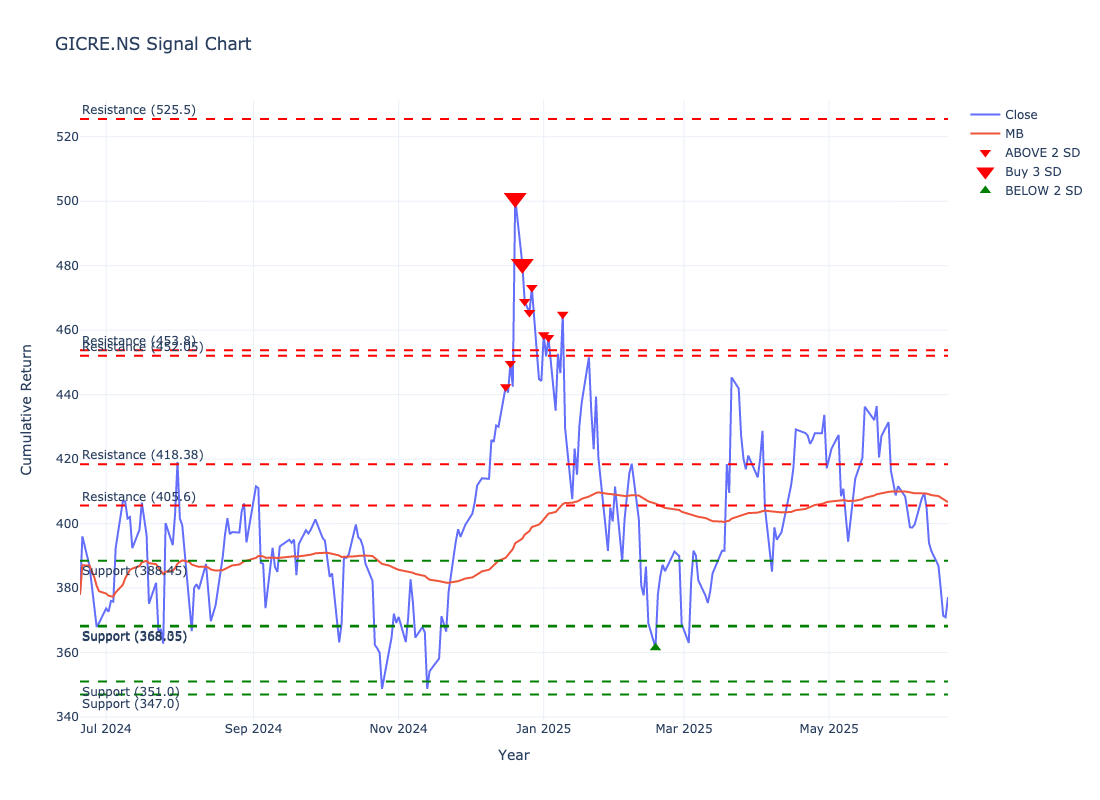 GICRE.NS Signal Chart
Resistance (525.5)
Resistance (453.8)
Resistance (452.05)
Resistance (418.38)
Resistance (405.6)
Support (388.45)
Support (351.0)
Support (347.0)
520
500
480
460
440
420
400
380
360
340
Jul 2024
Sep 2024
Nov 2024
Jan 2025
Mar 2025
May 2025
Year
Cumulative Return
Close
MB
ABOVE 2 SD
Buy 3 SD
BELOW 2 SD